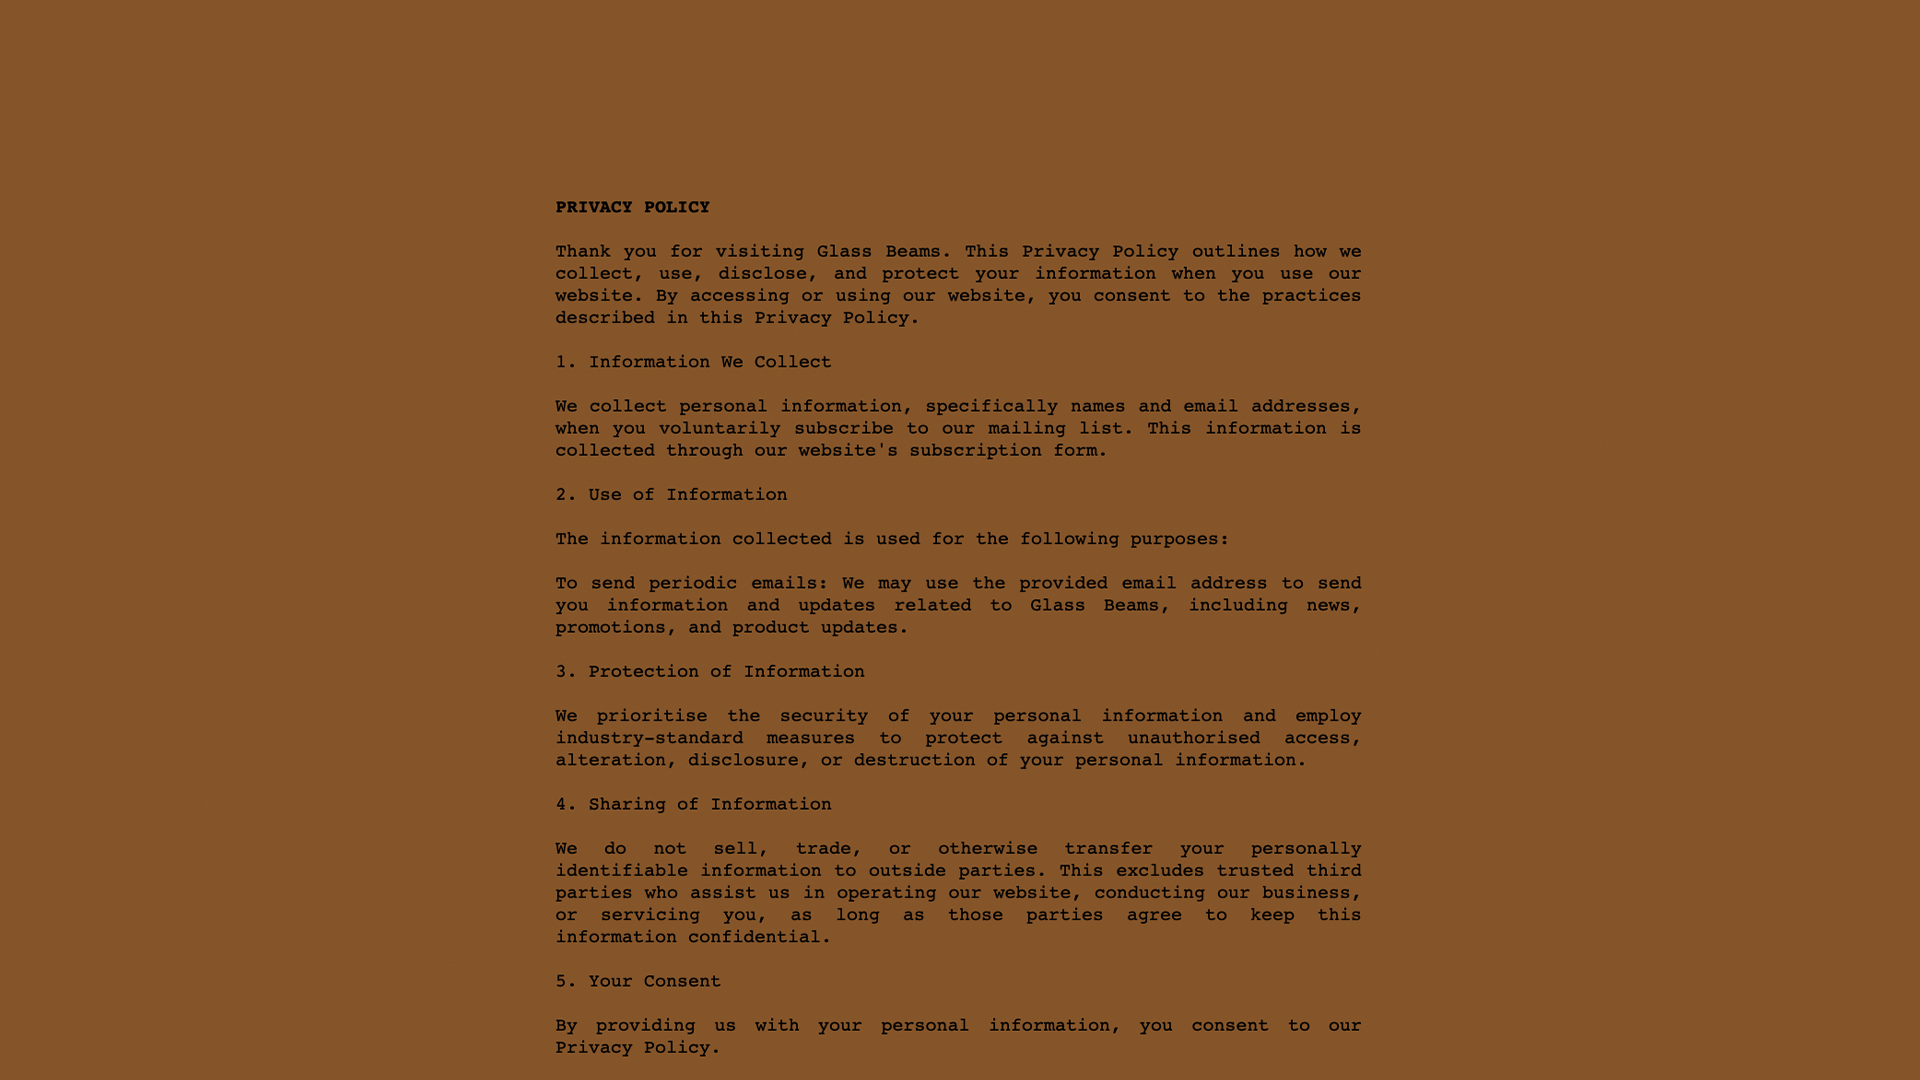 PRIVACY POLICY
Thank you for visiting Glass Beams. This Privacy Policy outlines how we
collect, use, disclose, and protect your information when you use our
website. By accessing or using our website, you consent to the practices
described in this Privacy Policy.
1. Information We Collect
We collect personal information, specifically names and email addresses,
when you voluntarily subscribe to our mailing list. This information is
collected through our website's subscription form.
2. Use of Information
The information collected is used for the following purposes:
To send periodic emails: We may use the provided email address to send
you information and updates related to Glass Beams, including news,
promotions, and product updates.
3. Protection of Information
We prioritise the security of your personal information and employ
industry-standard measures to protect against unauthorised access,
alteration, disclosure, or destruction of your personal information.
4. Sharing of Information
We do not sell, trade, or otherwise transfer your personally
identifiable information to outside parties. This excludes trusted third
parties who assist us in operating our website, conducting our business,
or servicing you, as long as those parties agree to keep this
information confidential.
5. Your Consent
By providing us with your personal information, you consent to our
Privacy Policy.